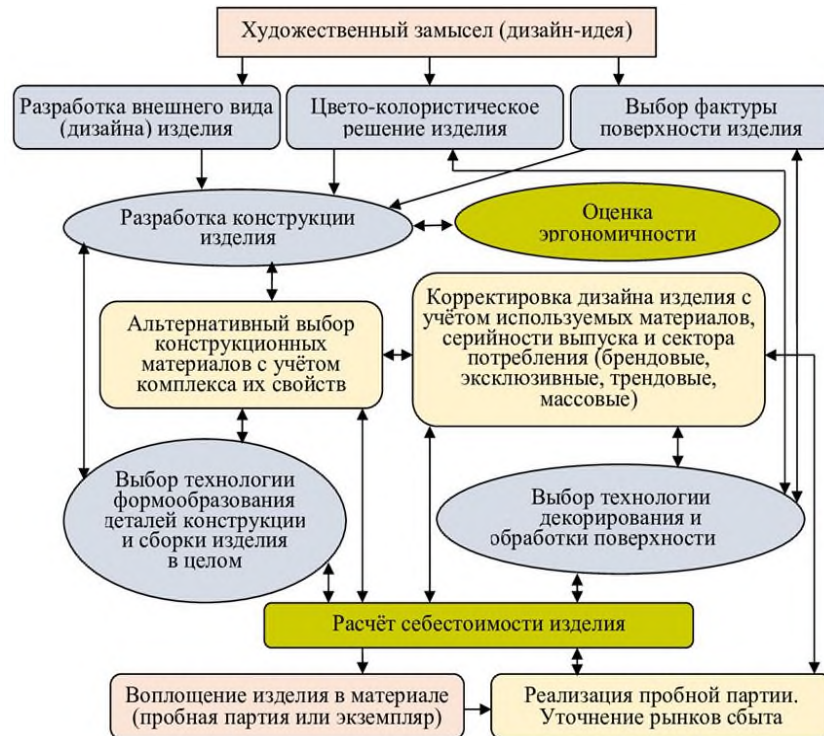 Художественный замысел (дизайн-идея)
Разработка внешнего вида
(дизайна) изделия
Цвето-колористическое
решение изделия
Выбор фактуры
поверхности изделия
Разработка конструкции
изделия
Оценка
эргономичности
Альтернативный выбор
конструкционных
материалов с учётом
комплекса их свойств
Корректировка дизайна изделия с
учётом используемых материалов,
серийности выпуска и сектора
потребления (брендовые,
эксклюзивные, трендовые,
массовые)
Выбор технологии
формообразования
деталей конструкции
и сборки изделия
в целом
Выбор технологии
декорирования и
обработки поверхности
Расчёт себестоимости изделия
Воплощение изделия в материале
(пробная партия или экземпляр)
Реализация пробной партии.
Уточнение рынков сбыта